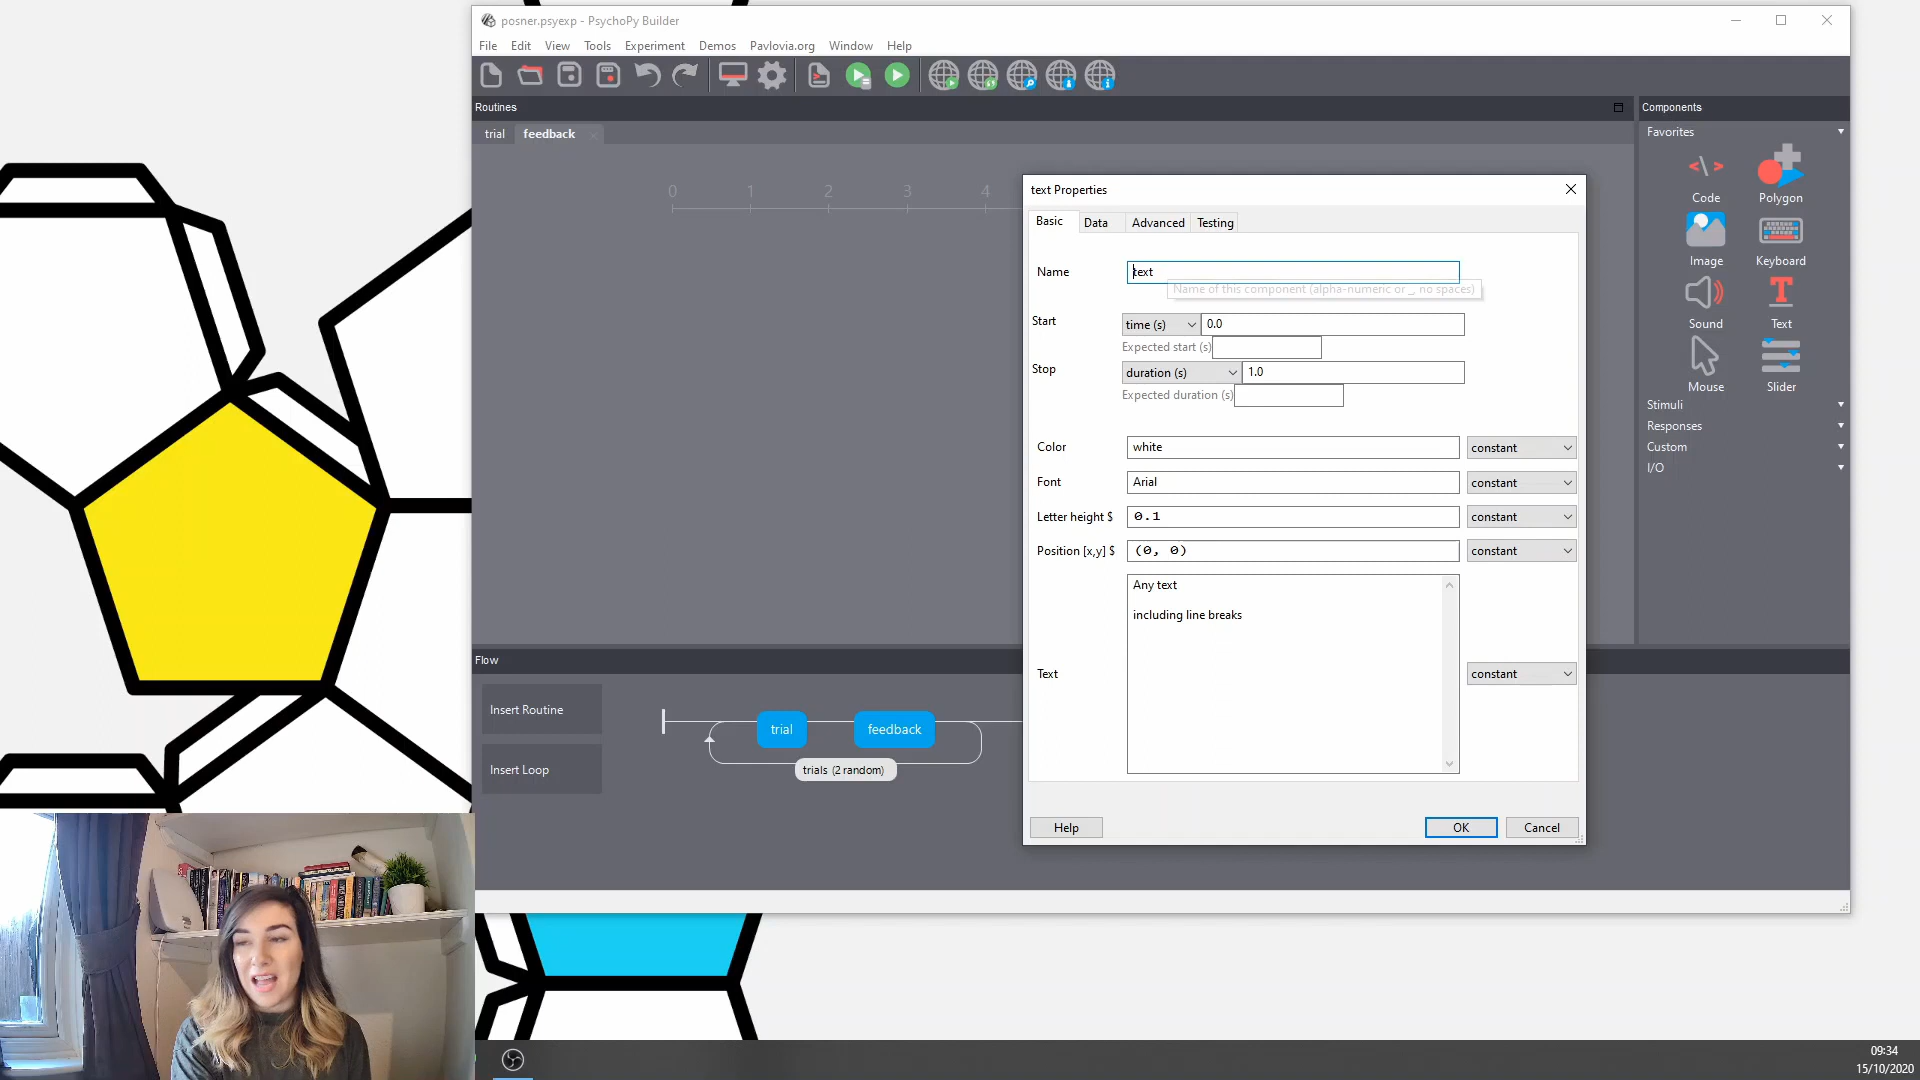 posner.psyexp - PsychoPy Builder
File Edit View Tools Experiment Demos Pavlovia.org Window Help
Routines
Components
trial feedback
Favorites
0 1 2 3 4
Code Polygon
Image Keyboard
Sound Text
Mouse Slider
Stimuli
Responses
Custom
I/O
text Properties
Basic Data Advanced Testing
Name text
Name of this component (alpha-numeric or _, no spaces)
Start time (s) 0.0
Expected start (s)
Stop duration (s) 1.0
Expected duration (s)
Color white constant
Font Arial constant
Letter height $ 0.1 constant
Position [x,y] $ (0, 0) constant
Any text
including line breaks
Text constant
Help OK Cancel
Flow
Insert Routine
Insert Loop
trial feedback
trials (2 random)
09:34
15/10/2020